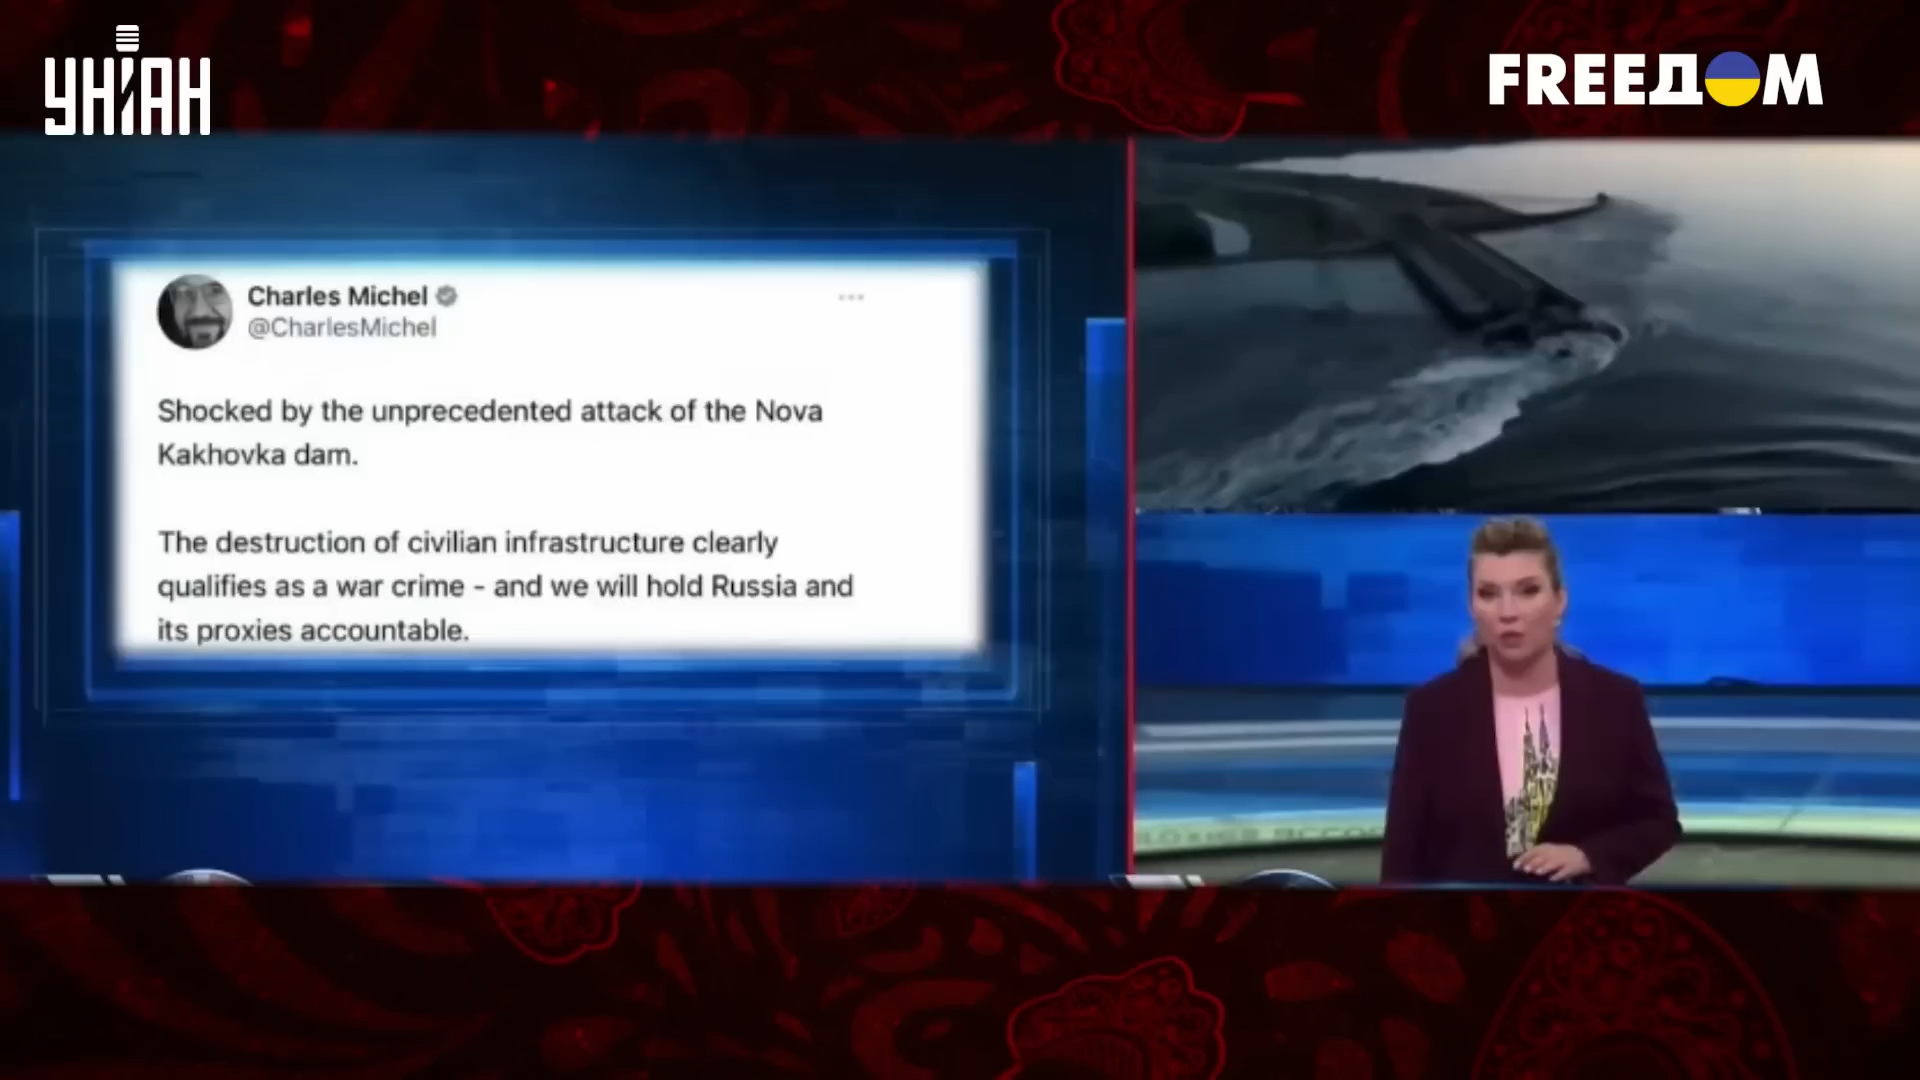 УНІАН
FREEДОМ
Charles Michel
@CharlesMichel
Shocked by the unprecedented attack of the Nova
Kakhovka dam.
The destruction of civilian infrastructure clearly
qualifies as a war crime - and we will hold Russia and
its proxies accountable.